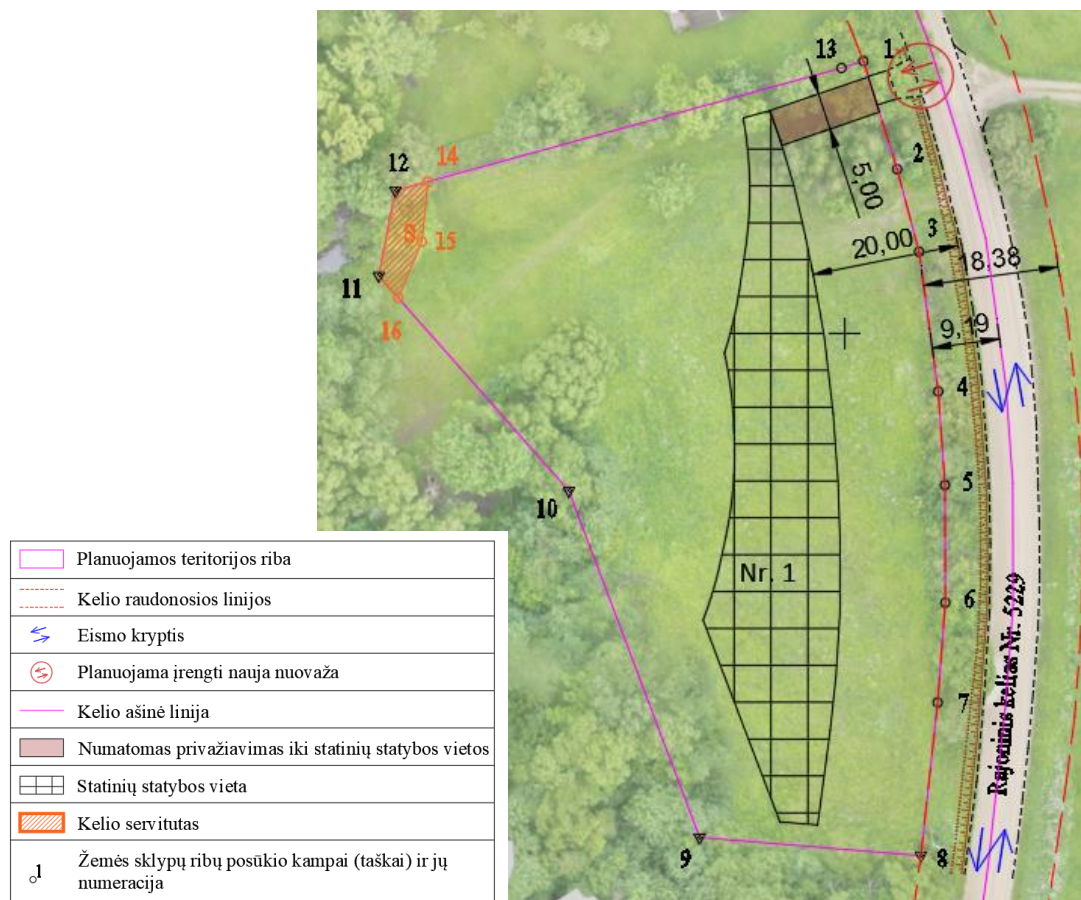 13
1
12
14
2
5,00
S
15
3
20,00
18,38
11
16
9,19
4
10
5
Nr. 1
6
Rajoninis kelias Nr. 5229
7
9
8
Planuojamos teritorijos riba
Kelio raudonosios linijos
Eismo kryptis
Planuojama įrengti nauja nuovaža
Kelio ašinė linija
Numatomas privažiavimas iki statinių statybos vietos
Statinių statybos vieta
Kelio servitutas
1
Žemės sklypų ribų posūkio kampai (taškai) ir jų
numeracija